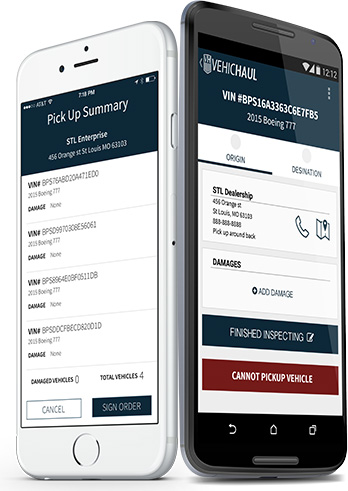 AT&T
7:18 PM
Pick Up Summary
STL Enterprise
456 Orange st St Louis MO 63103
VIN# BPS76ABD20A471ED0
2015 Boeing 777
DAMAGE None
VIN# BPSD99703D8E56061
2015 Boeing 777
DAMAGE None
VIN# BPS8964E0BF0511DB
2015 Boeing 777
DAMAGE None
VIN# BPSDDCFBECD820D1D
2015 Boeing 777
DAMAGE None
DAMAGED VEHICLES 0 TOTAL VEHICLES 4
CANCEL SIGN ORDER
12:12
VEHICHAUL
VIN #BPS16A3363C6E7FB5
2015 Boeing 777
ORIGIN DESINATION
STL Dealership
456 Orange st
St Louis, MO 63103
888-888-8888
Pick up around back
DAMAGES
ADD DAMAGE
FINISHED INSPECTING
CANNOT PICKUP VEHICLE